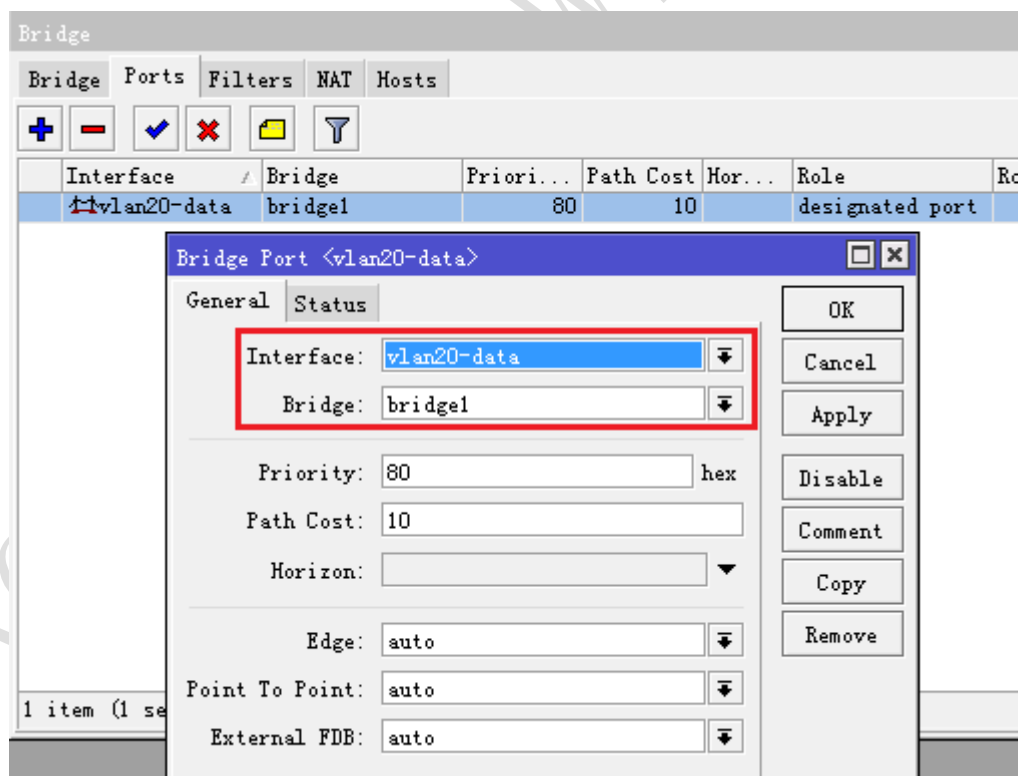 Bridge
Bridge Ports Filters NAT Hosts
Interface Bridge Priori... Path Cost Hor... Role
vlan20-data bridge1 80 10 designated port
Bridge Port <vlan20-data>
General Status
OK
Interface: vlan20-data
Cancel
Bridge: bridge1
Apply
Priority: 80 hex
Disable
Path Cost: 10
Comment
Horizon:
Copy
Edge: auto
Remove
Point To Point: auto
1 item (1 se
External FDB: auto